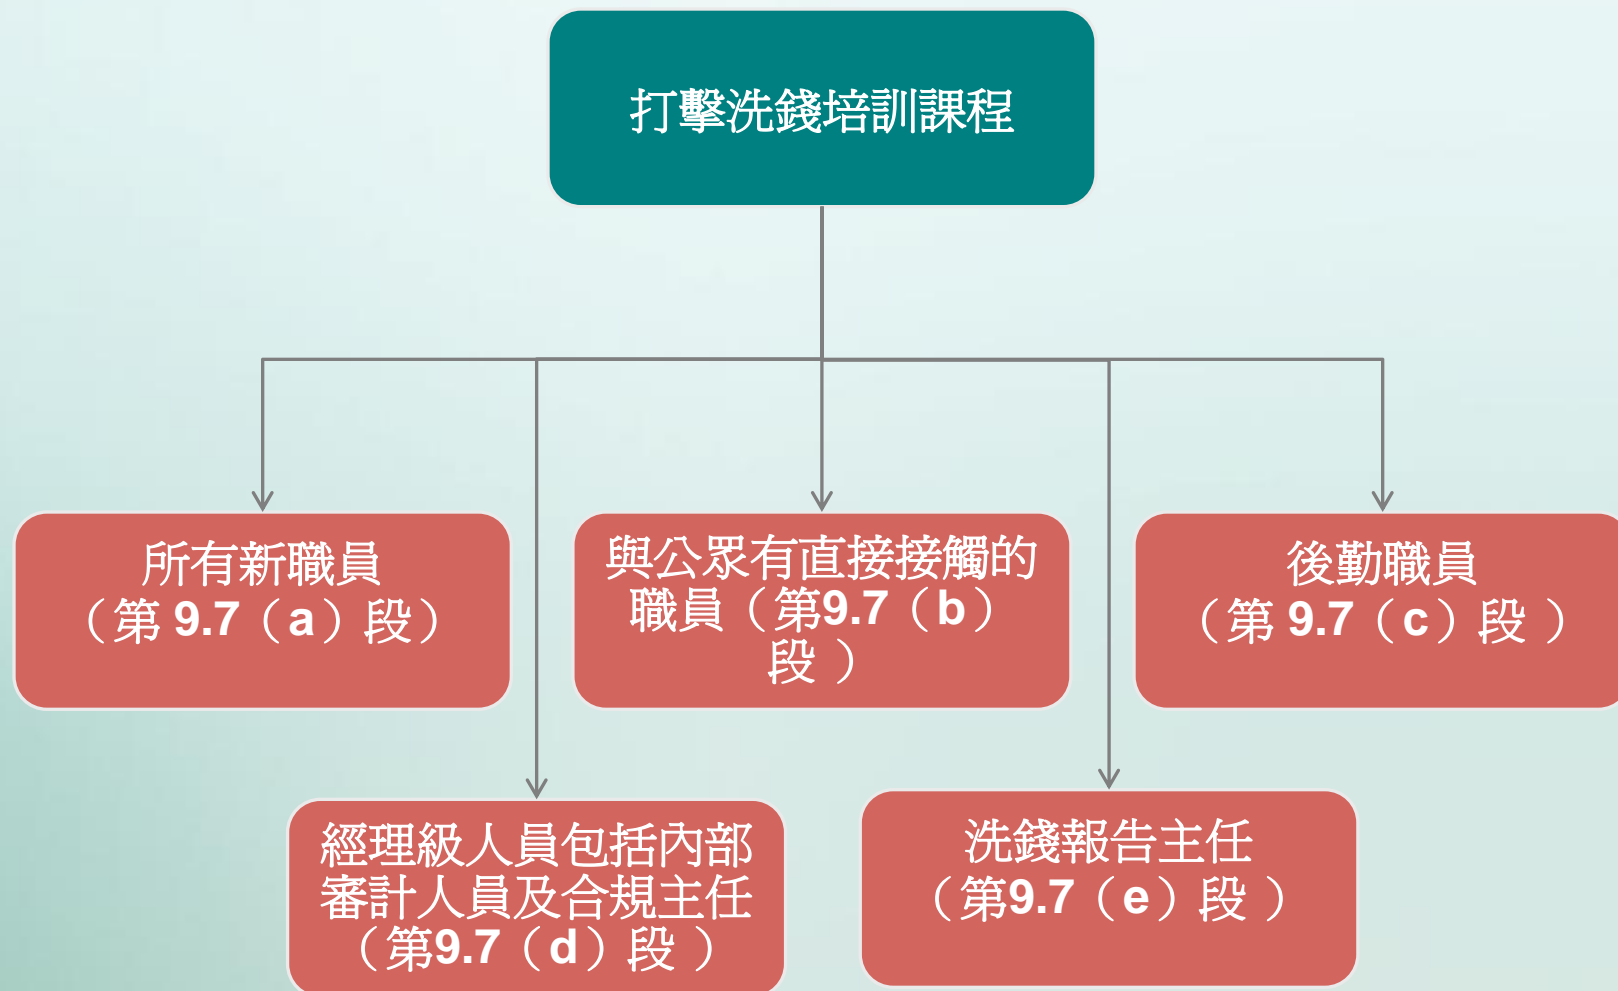 打擊洗錢培訓課程
所有新職員
（第 9.7（a）段）
與公眾有直接接觸的
職員（第9.7（b）
段 ）
後勤職員
（第 9.7（c）段 ）
經理級人員包括內部
審計人員及合規主任
（第9.7（d）段 ）
洗錢報告主任
（第9.7（e）段 ）